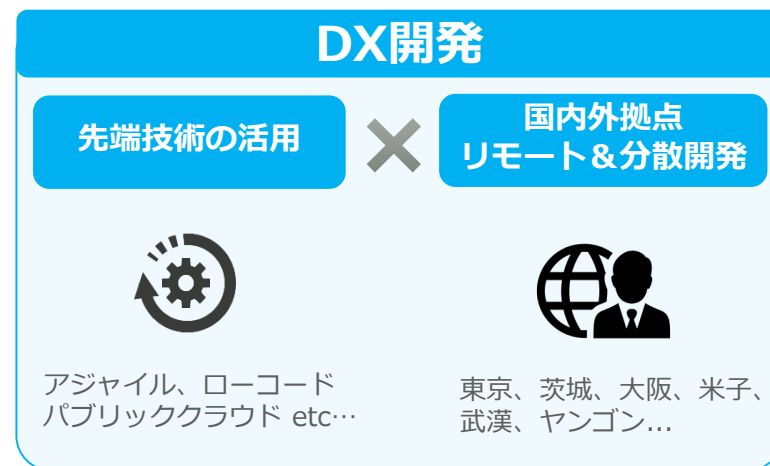 DX開発
先端技術の活用
国内外拠点
リモート＆分散開発
アジャイル、ローコード
パブリッククラウド etc…
東京、茨城、大阪、米子、
武漢、ヤンゴン…